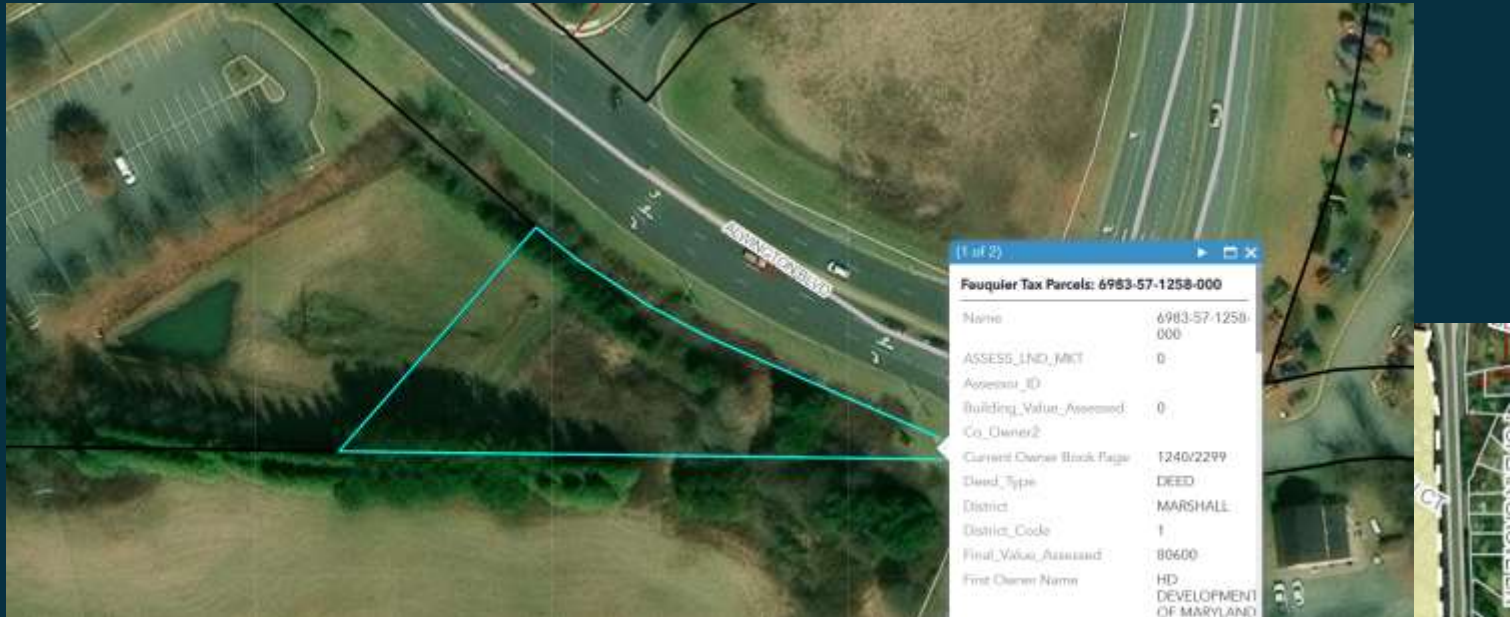 ALWINGTON BLVD
(1 of 2)
Fauquier Tax Parcels: 6983-57-1258-000
Name 6983-57-1258-
000
ASSESS_LND_MKT 0
Assessor_ID
Building_Value_Assessed 0
Co_Owner2
Current Owner Book Page 1240/2299
Deed_Type DEED
District MARSHALL
District_Code 1
Final_Value_Assessed 80600
First Owner Name HD
DEVELOPMENT
OF MARYLAND
CT